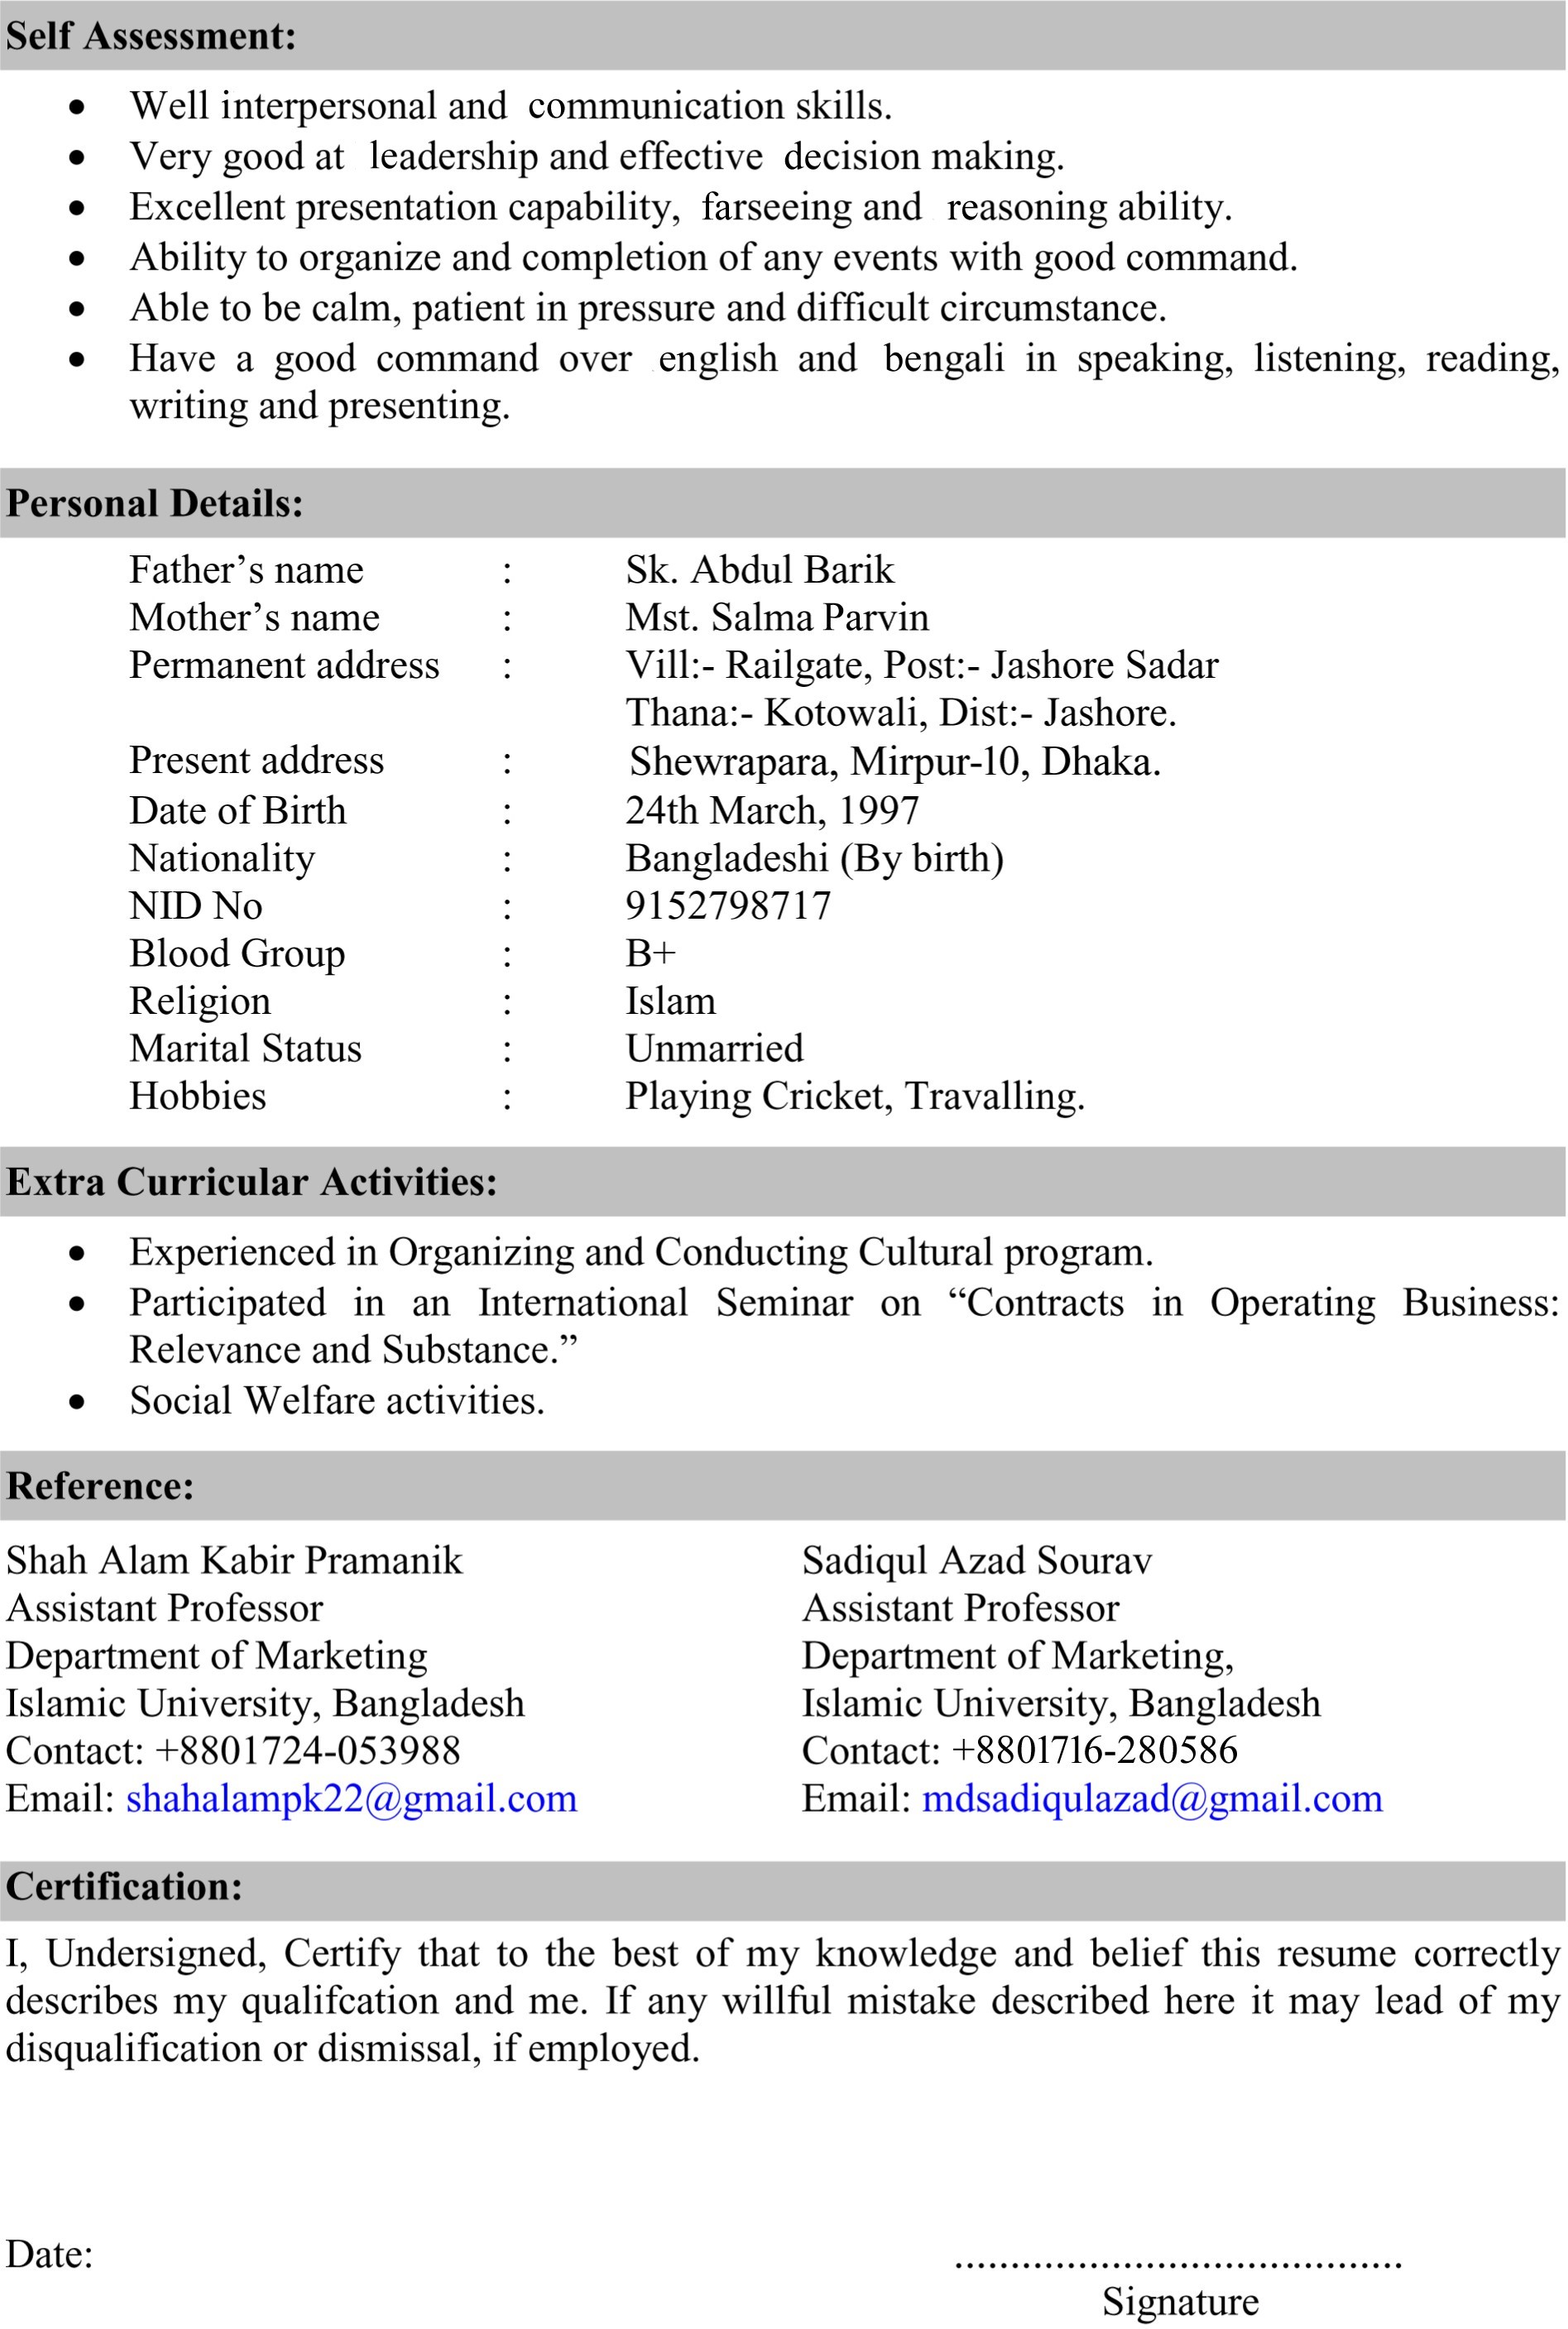 Self Assessment:
• Well interpersonal and communication skills.
• Very good at leadership and effective decision making.
• Excellent presentation capability, farseeing and reasoning ability.
• Ability to organize and completion of any events with good command.
• Able to be calm, patient in pressure and difficult circumstance.
• Have a good command over english and bengali in speaking, listening, reading,
writing and presenting.
Personal Details:
Father’s name : Sk. Abdul Barik
Mother’s name : Mst. Salma Parvin
Permanent address : Vill:- Railgate, Post:- Jashore Sadar
Thana:- Kotowali, Dist:- Jashore.
Present address : Shewrapara, Mirpur-10, Dhaka.
Date of Birth : 24th March, 1997
Nationality : Bangladeshi (By birth)
NID No : 9152798717
Blood Group : B+
Religion : Islam
Marital Status : Unmarried
Hobbies : Playing Cricket, Travalling.
Extra Curricular Activities:
• Experienced in Organizing and Conducting Cultural program.
• Participated in an International Seminar on “Contracts in Operating Business:
Relevance and Substance.”
• Social Welfare activities.
Reference:
Shah Alam Kabir Pramanik
Assistant Professor
Department of Marketing
Islamic University, Bangladesh
Contact: +8801724-053988
Email: shahalampk22@gmail.com
Sadiqul Azad Sourav
Assistant Professor
Department of Marketing,
Islamic University, Bangladesh
Contact: +8801716-280586
Email: mdsadiqulazad@gmail.com
Certification:
I, Undersigned, Certify that to the best of my knowledge and belief this resume correctly
describes my qualifcation and me. If any willful mistake described here it may lead of my
disqualification or dismissal, if employed.
Date: ........................................
Signature